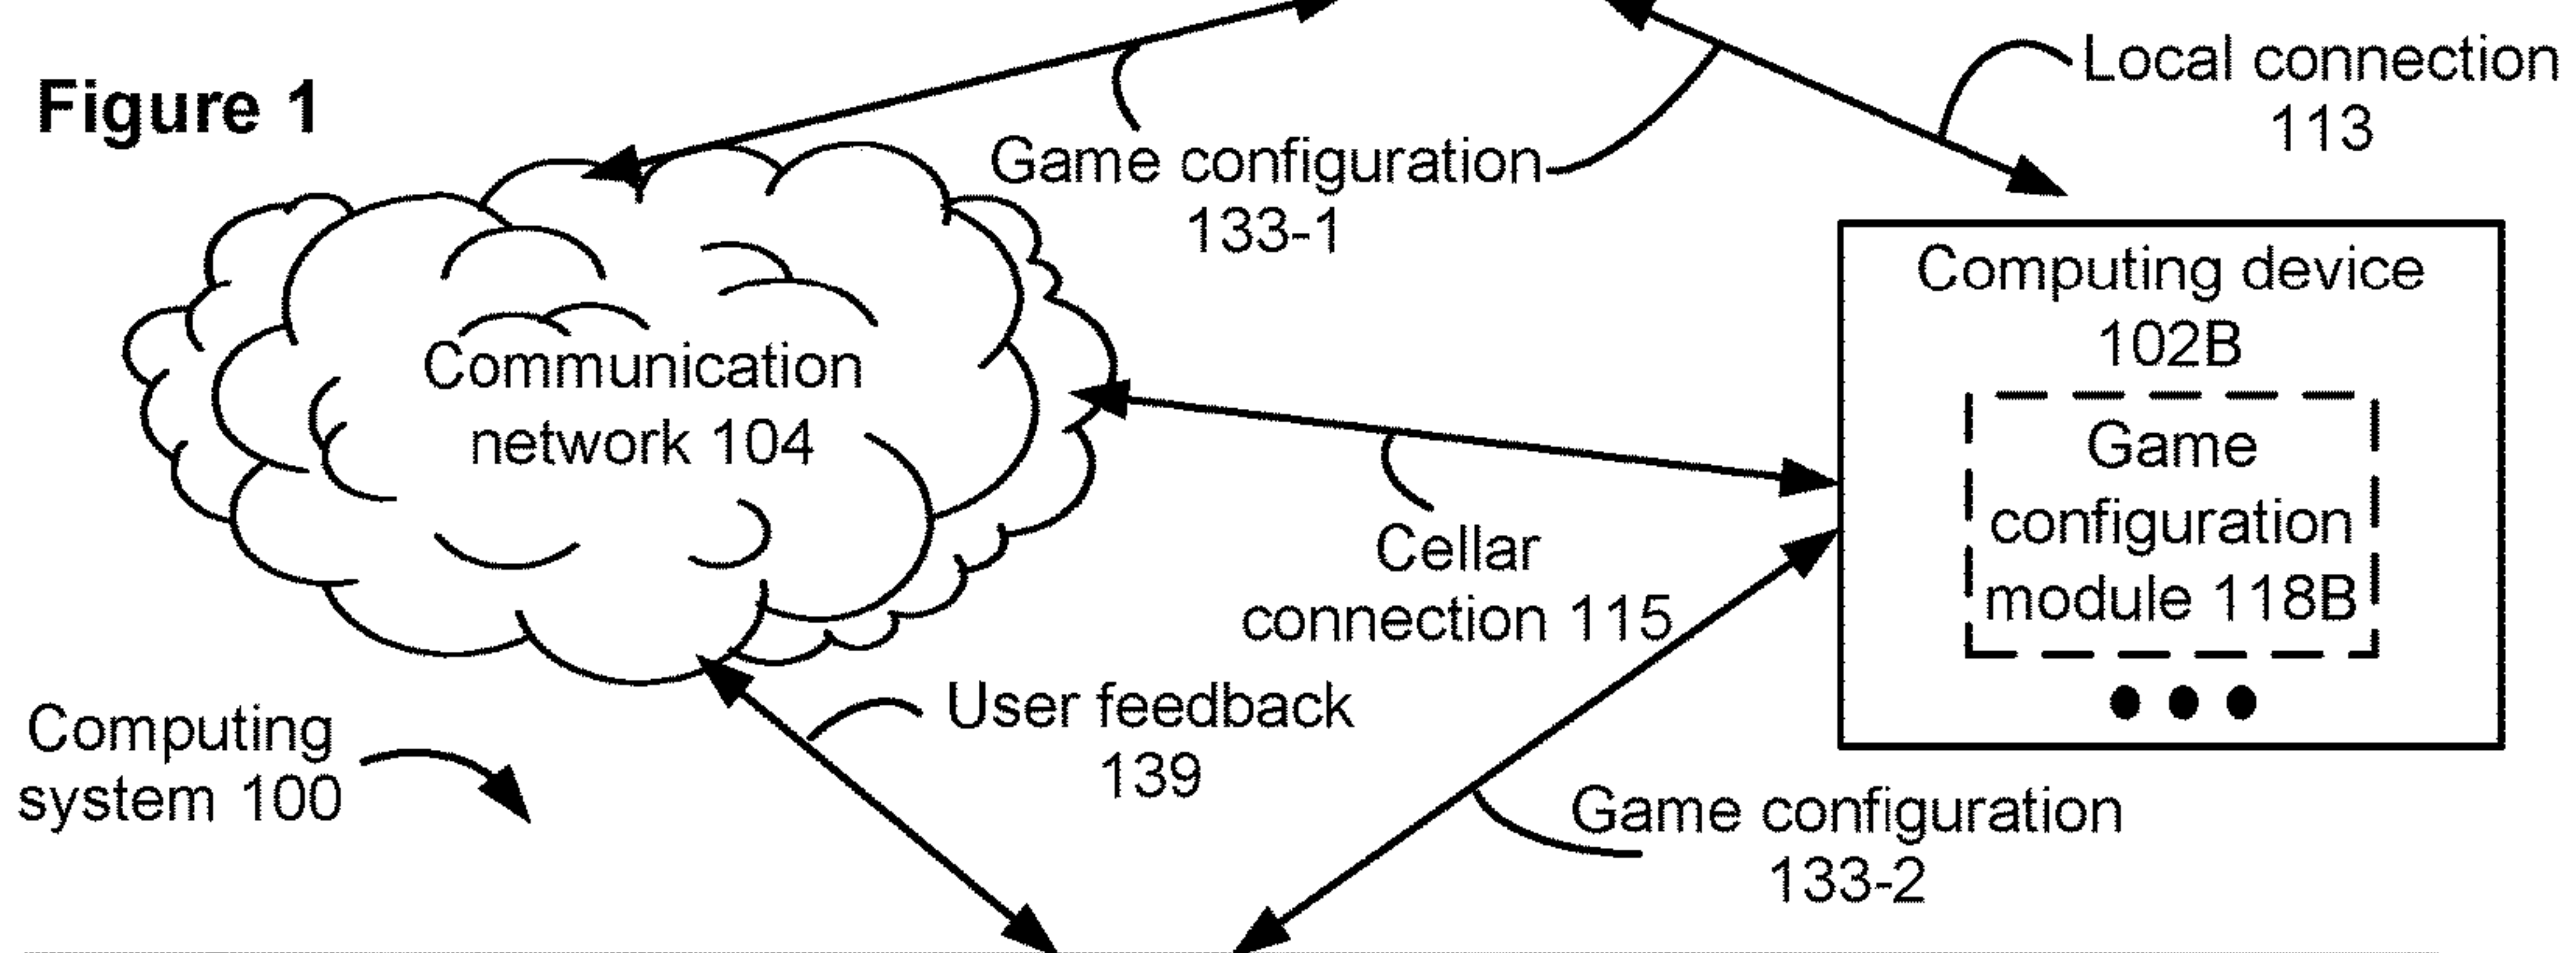 Figure 1
Local connection
113
Game configuration
133-1
Computing device
102B
Game
configuration
module 118B
Communication
network 104
Cellar
connection 115
User feedback
139
Computing
system 100
Game configuration
133-2